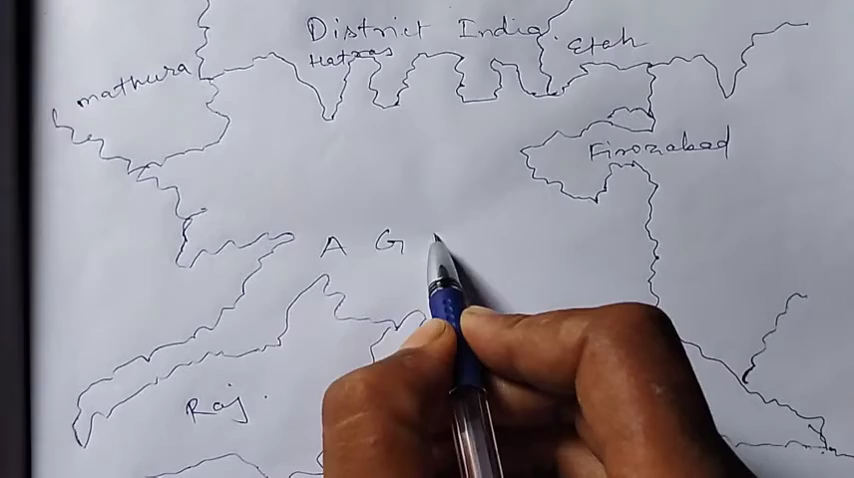 District India.
Hatras
Etah
mathura
Firozabad
A G
Raj.